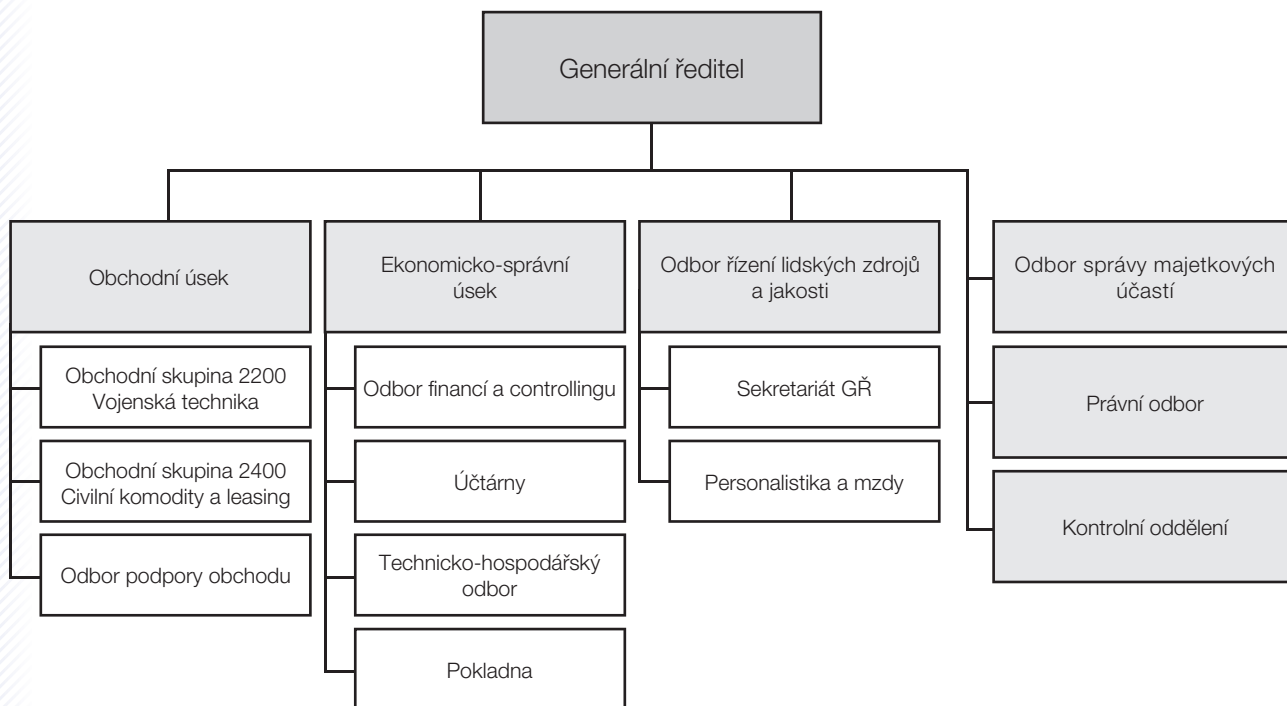 Generální ředitel
Obchodní úsek
Obchodní skupina 2200
Vojenská technika
Obchodní skupina 2400
Civilní komodity a leasing
Odbor podpory obchodu
Ekonomicko-správní
úsek
Odbor financí a controllingu
Účtárny
Technicko-hospodářský
odbor
Pokladna
Odbor řízení lidských zdrojů
a jakosti
Sekretariát GŘ
Personalistika a mzdy
Odbor správy majetkových
účastí
Právní odbor
Kontrolní oddělení